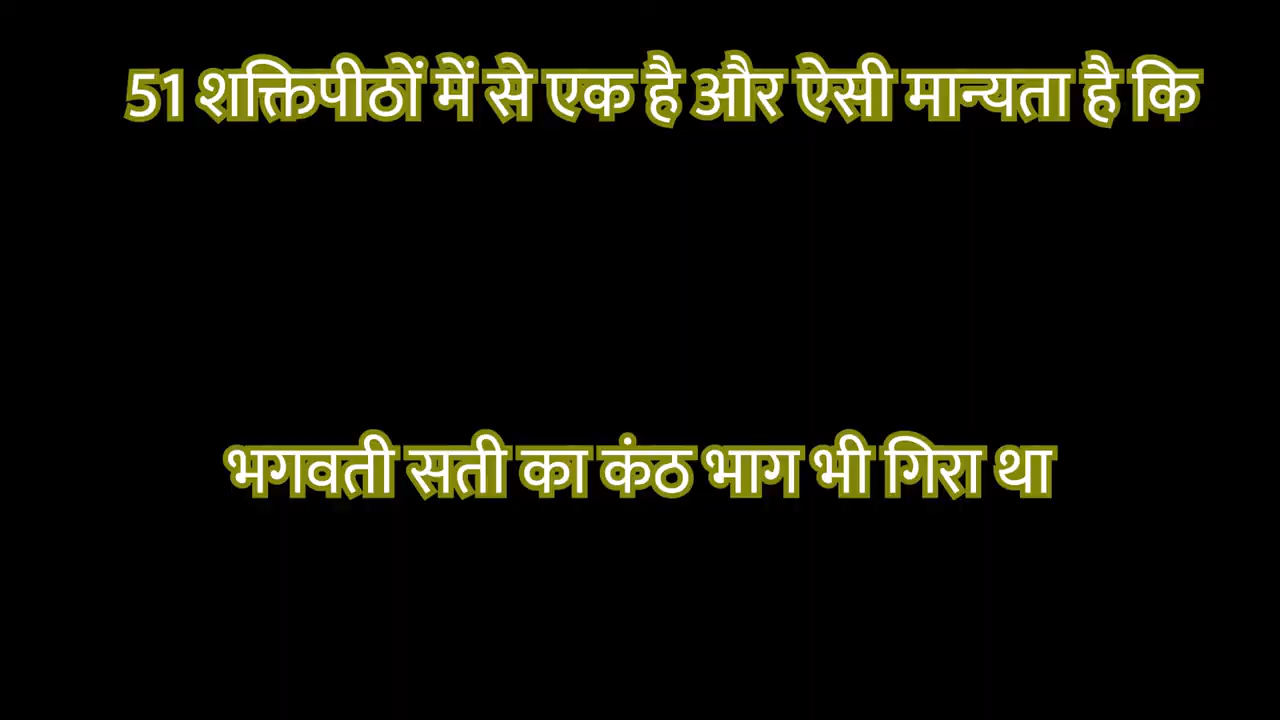 51 शक्तिपीठों में से एक है और ऐसी मान्यता है कि
भगवती सती का कंठ भाग भी गिरा था